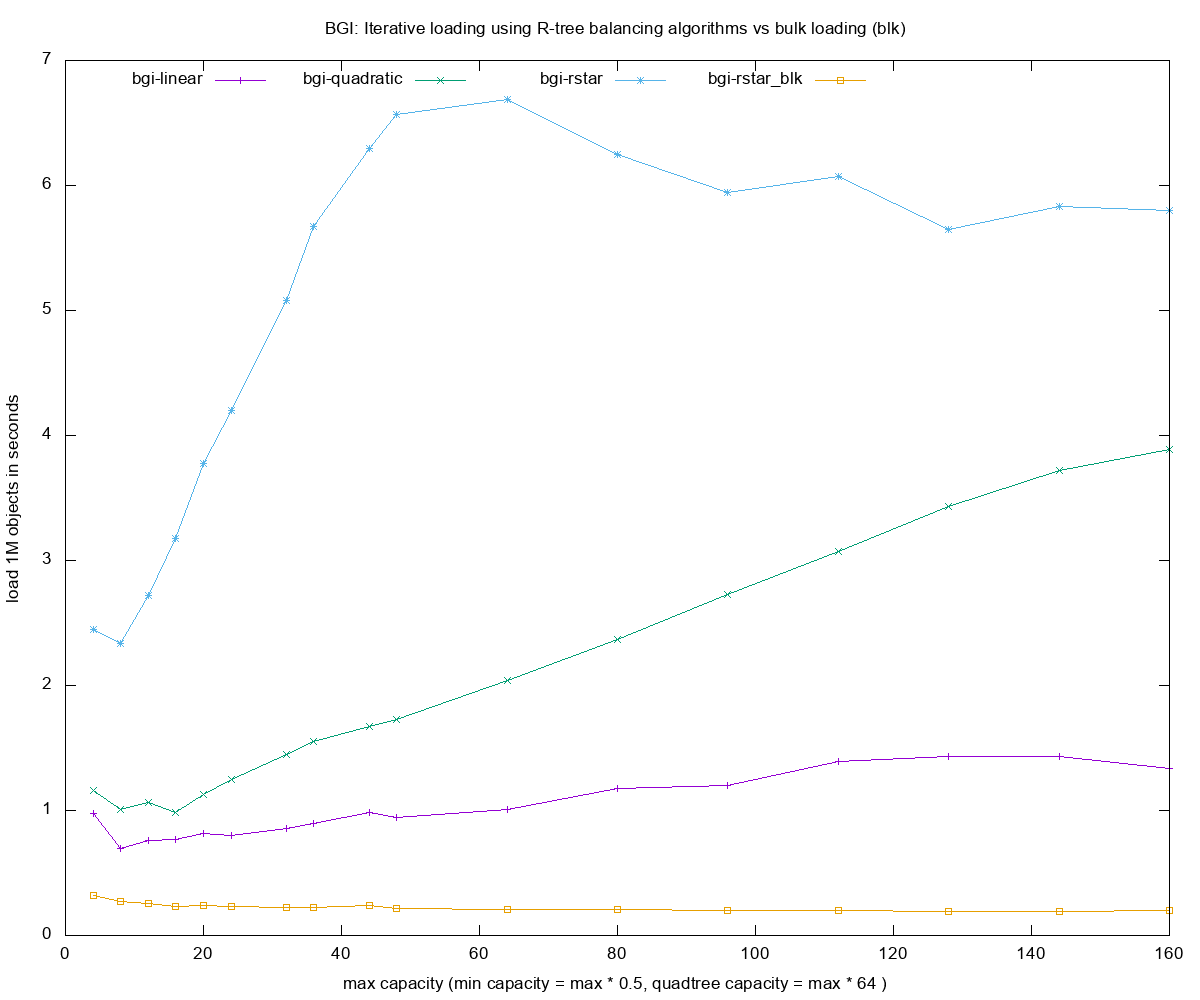 BGI: Iterative loading using R-tree balancing algorithms vs bulk loading (blk)
bgi-linear bgi-quadratic bgi-rstar bgi-rstar_blk
7
6
5
4
3
2
1
0
load 1M objects in seconds
0 20 40 60 80 100 120 140 160
max capacity (min capacity = max * 0.5, quadtree capacity = max * 64 )